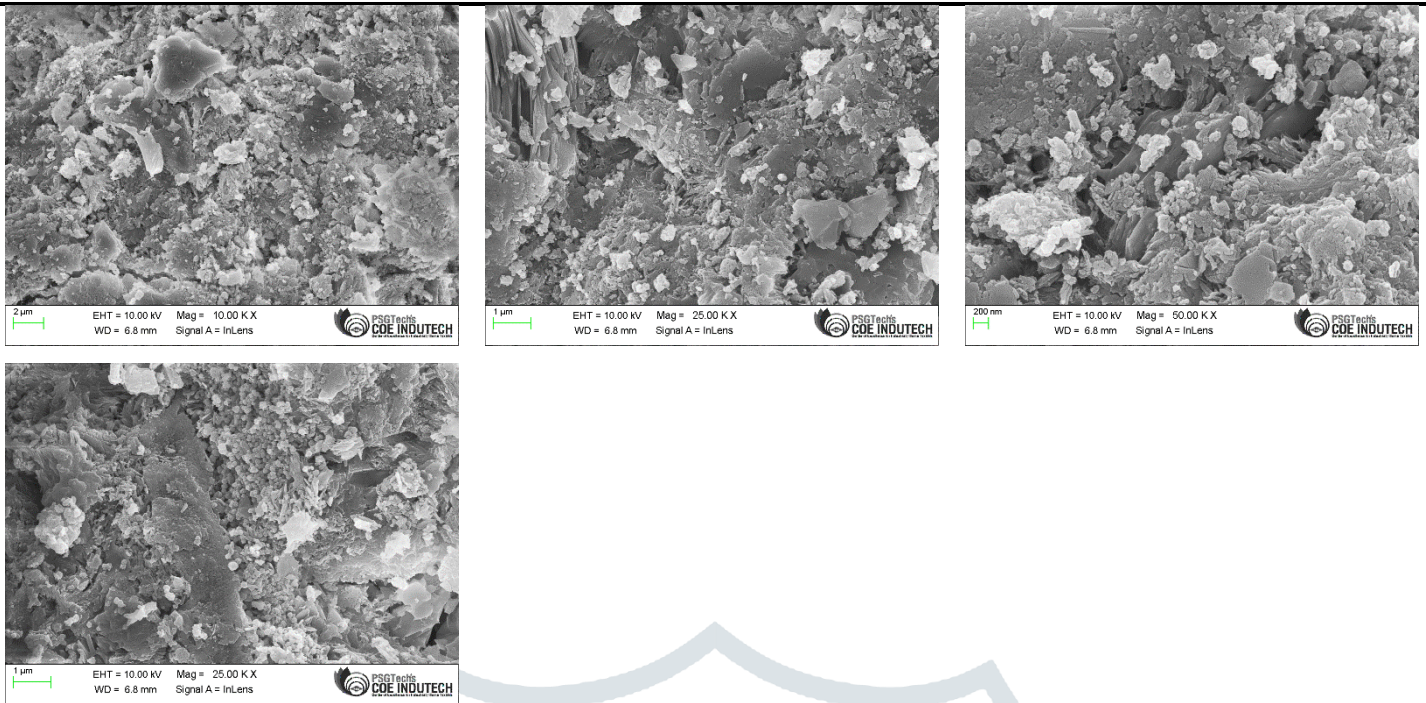 2 µm
EHT = 10.00 kV Mag = 10.00 K X
WD = 6.8 mm Signal A = InLens
PSGTech's
COE INDUTECH
1 µm
EHT = 10.00 kV Mag = 25.00 K X
WD = 6.8 mm Signal A = InLens
PSGTech's
COE INDUTECH
200 nm
EHT = 10.00 kV Mag = 50.00 K X
WD = 6.8 mm Signal A = InLens
PSGTech's
COE INDUTECH
1 µm
EHT = 10.00 kV Mag = 25.00 K X
WD = 6.8 mm Signal A = InLens
PSGTech's
COE INDUTECH